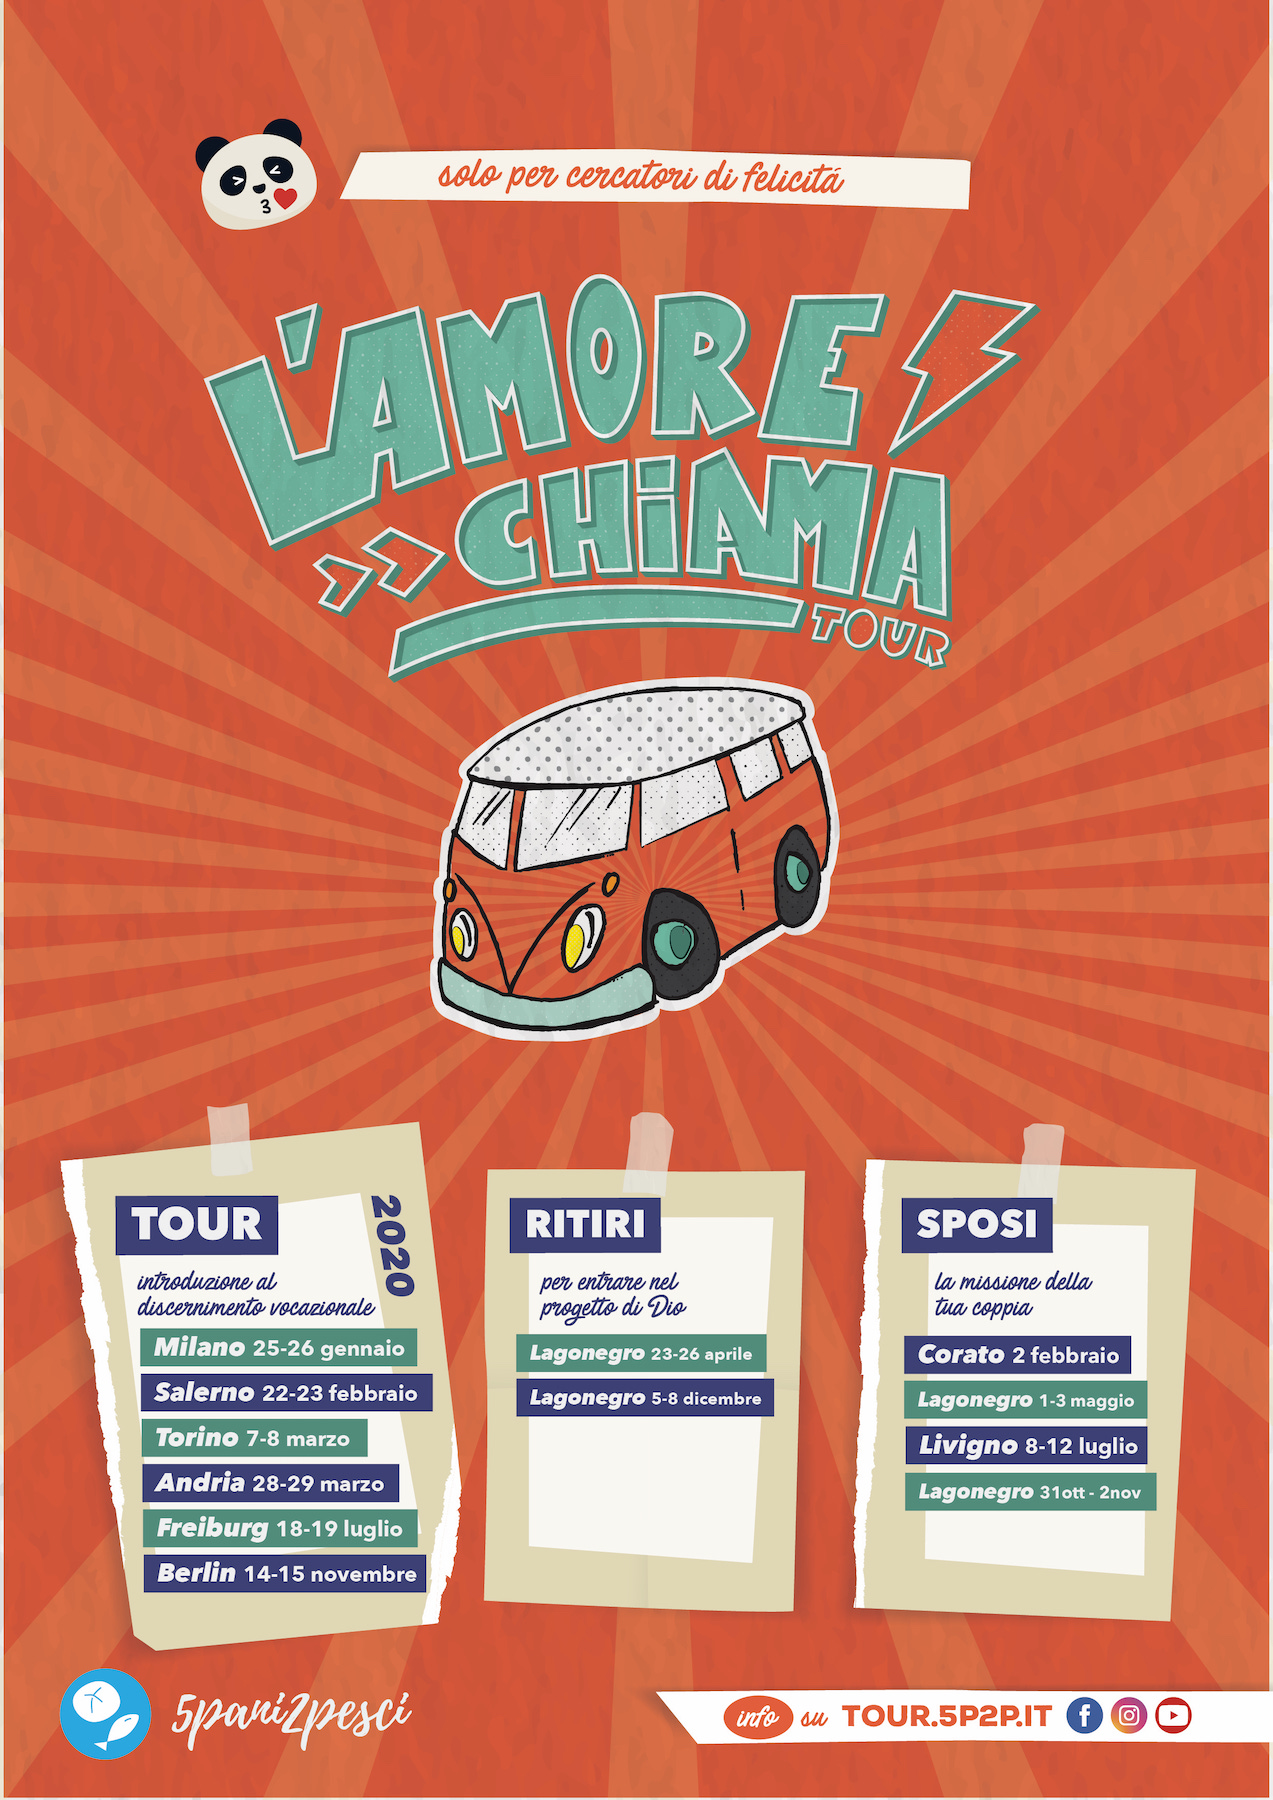 solo per cercatori di felicitá
L'AMORE
CHiAMA
TOUR
TOUR
2020
introduzione al
discernimento vocazionale
Milano 25-26 gennaio
Salerno 22-23 febbraio
Torino 7-8 marzo
Andria 28-29 marzo
Freiburg 18-19 luglio
Berlin 14-15 novembre
RITIRI
per entrare nel
progetto di Dio
Lagonegro 23-26 aprile
Lagonegro 5-8 dicembre
SPOSI
la missione della
tua coppia
Corato 2 febbraio
Lagonegro 1-3 maggio
Livigno 8-12 luglio
Lagonegro 31ott - 2nov
5pani2pesci
info su TOUR.5P2P.IT